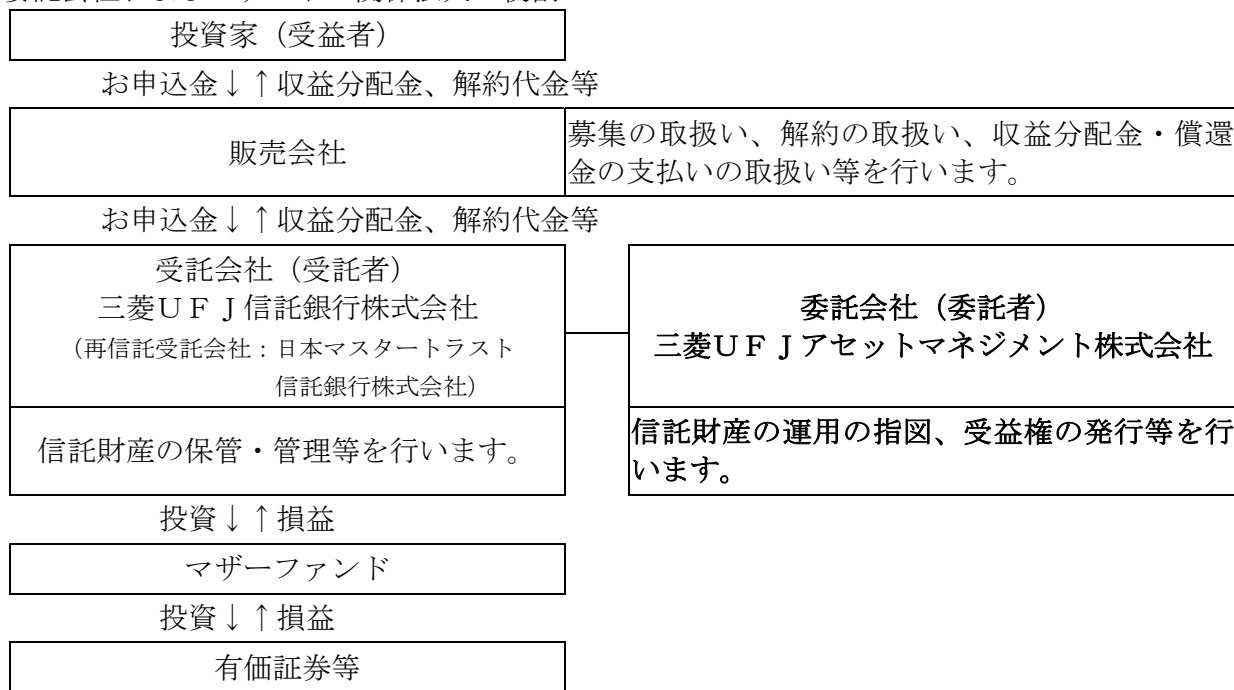 投資家（受益者）
お申込金↓↑収益分配金、解約代金等
販売会社
募集の取扱い、解約の取扱い、収益分配金・償還
金の支払いの取扱い等を行います。
お申込金↓↑収益分配金、解約代金等
受託会社（受託者）
三菱ＵＦＪ信託銀行株式会社
（再信託受託会社：日本マスタートラスト
信託銀行株式会社）
委託会社（委託者）
三菱ＵＦＪアセットマネジメント株式会社
信託財産の保管・管理等を行います。
信託財産の運用の指図、受益権の発行等を行
います。
投資↓↑損益
マザーファンド
投資↓↑損益
有価証券等